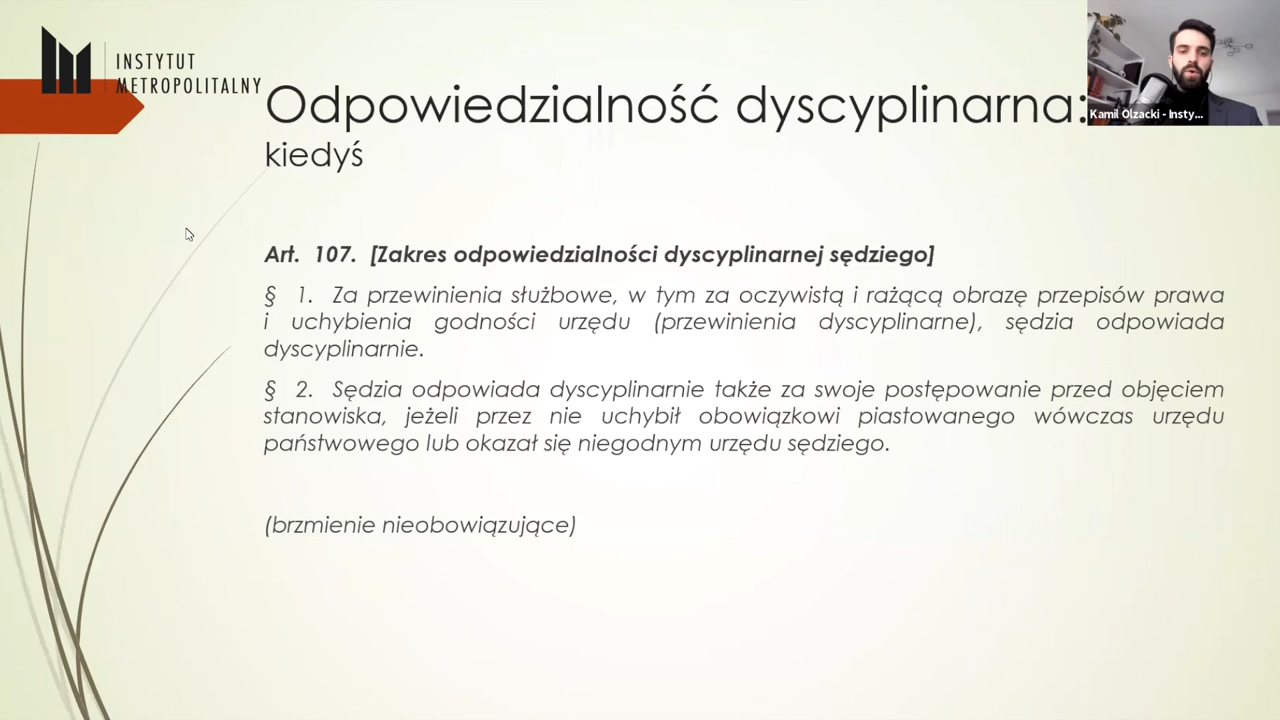 INSTYTUT
METROPOLITALNY
Odpowiedzialność dyscyplinarna:
kiedyś
Kamil Olzacki - Insty...
Art. 107. [Zakres odpowiedzialności dyscyplinarnej sędziego]
§ 1. Za przewinienia służbowe, w tym za oczywistą i rażącą obrazę przepisów prawa
i uchybienia godności urzędu (przewinienia dyscyplinarne), sędzia odpowiada
dyscyplinarnie.
§ 2. Sędzia odpowiada dyscyplinarnie także za swoje postępowanie przed objęciem
stanowiska, jeżeli przez nie uchybił obowiązkowi piastowanego wówczas urzędu
państwowego lub okazał się niegodnym urzędu sędziego.
(brzmienie nieobowiązujące)